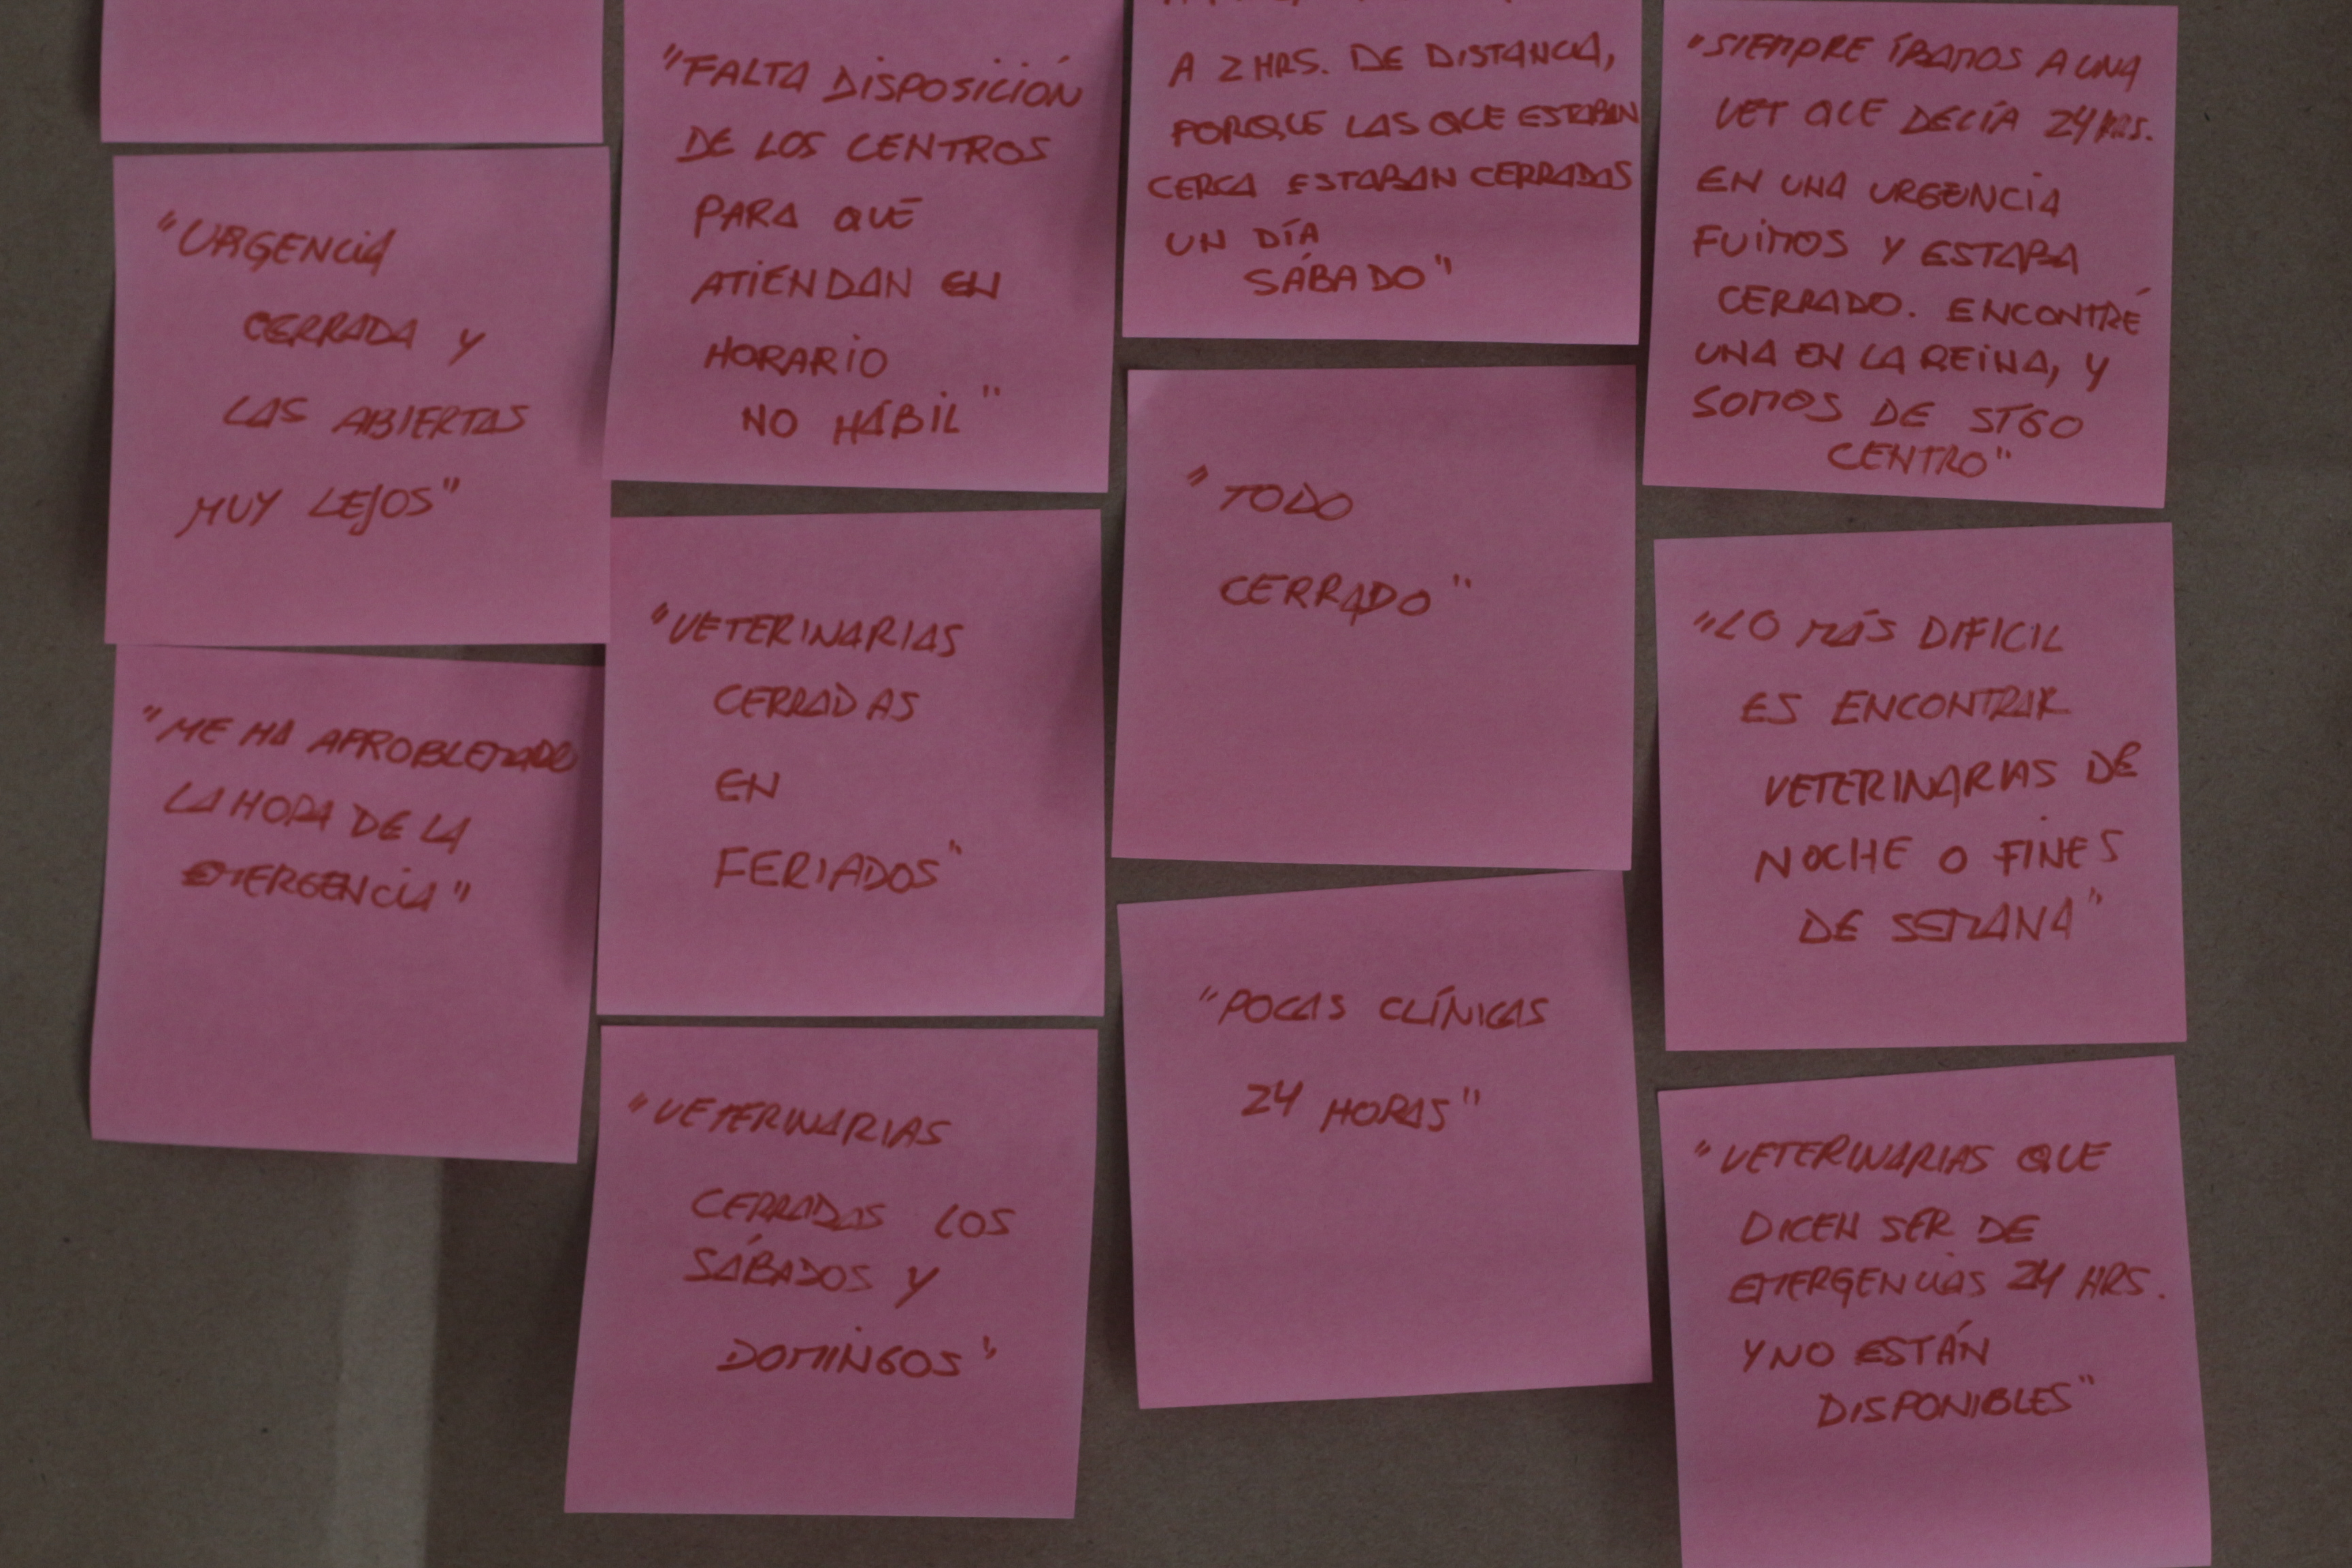 "URGENCIA
CERRADA Y
LAS ABIERTAS
MUY LEJOS"
"ME HA APROBLEMADO
LA HORA DE LA
EMERGENCIA"
"FALTA DISPOSICIÓN
DE LOS CENTROS
PARA QUE
ATIENDAN EN
HORARIO
NO HÁBIL"
"VETERINARIAS
CERRADAS
EN
FERIADOS"
"VETERINARIAS
CERRADAS LOS
SÁBADOS Y
DOMINGOS"
A 2 HRS. DE DISTANCIA,
PORQUE LAS QUE ESTABAN
CERCA ESTABAN CERRADAS
UN DÍA
SÁBADO"
"TODO
CERRADO"
"POCAS CLÍNICAS
24 HORAS"
"SIEMPRE ÍBAMOS A UNA
VET QUE DECÍA 24 HRS.
EN UNA URGENCIA
FUIMOS Y ESTABA
CERRADO. ENCONTRÉ
UNA EN LA REINA, Y
SOMOS DE STGO
CENTRO"
"LO MÁS DIFICIL
ES ENCONTRAR
VETERINARIAS DE
NOCHE O FINES
DE SEMANA"
"VETERINARIAS QUE
DICEN SER DE
EMERGENCIAS 24 HRS.
Y NO ESTÁN
DISPONIBLES"